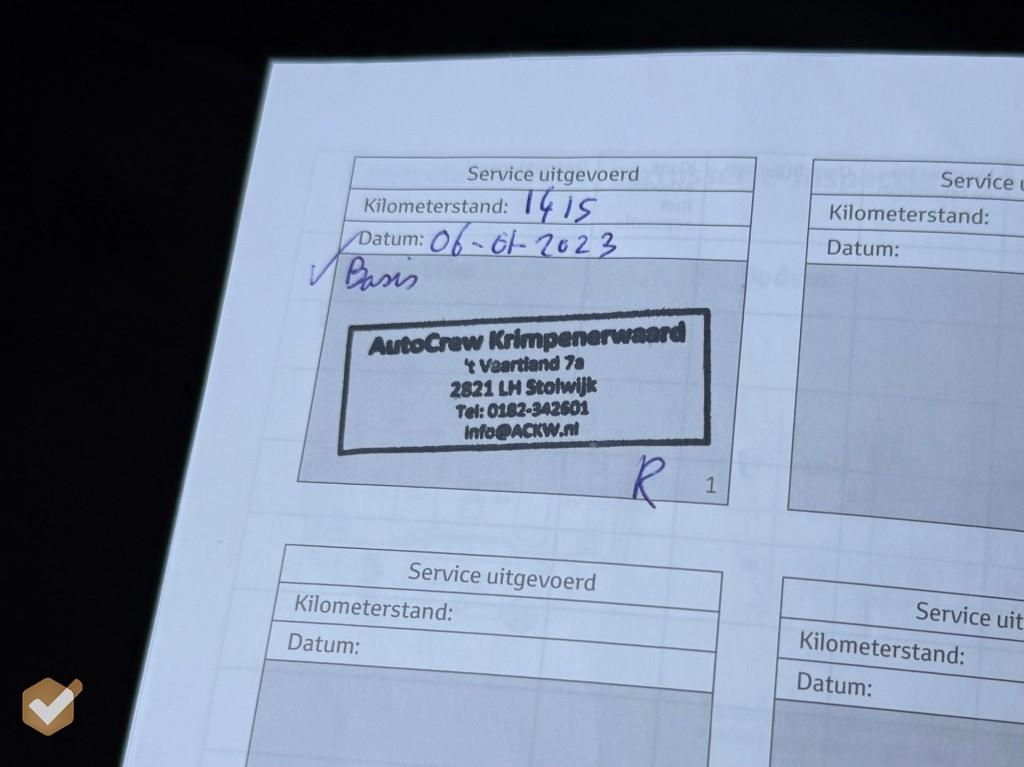 Service uitgevoerd
Kilometerstand: 1415
Datum: 06-01-2023
Basis
AutoCrew Krimpenerwaard
't Vaartland 7a
2821 LH Stolwijk
Tel: 0182-342601
info@ACKW.nl
R
1
Service
Kilometerstand:
Datum:
Service uitgevoerd
Kilometerstand:
Datum:
Service uit
Kilometerstand:
Datum: